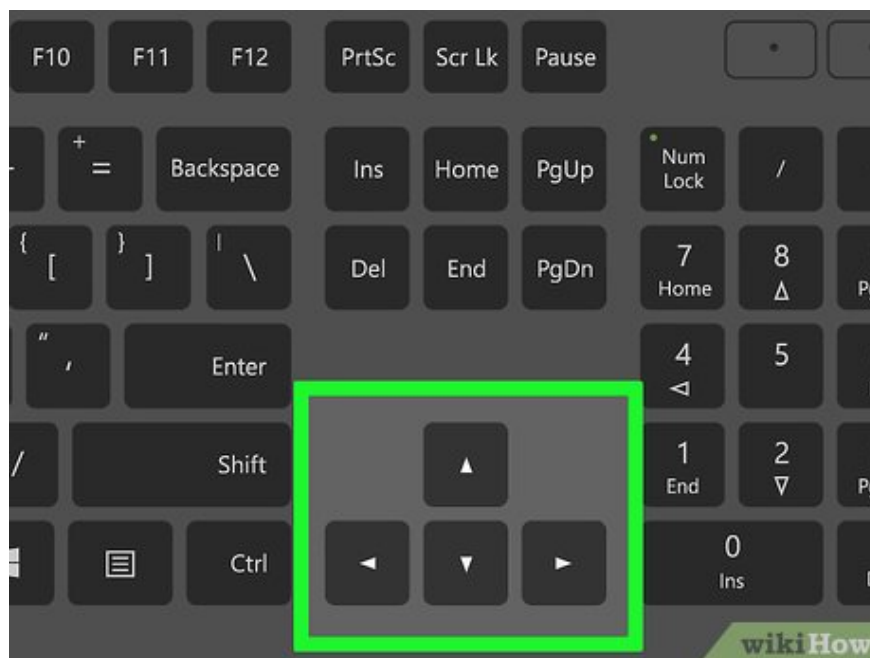 F10 F11 F12 PrtSc Scr Lk Pause
+ = Backspace Ins Home PgUp Num Lock /
{ [ } ] | \ Del End PgDn 7 Home 8
" ' Enter 4 5
/ Shift 1 End 2
Ctrl 0 Ins
wikiHow